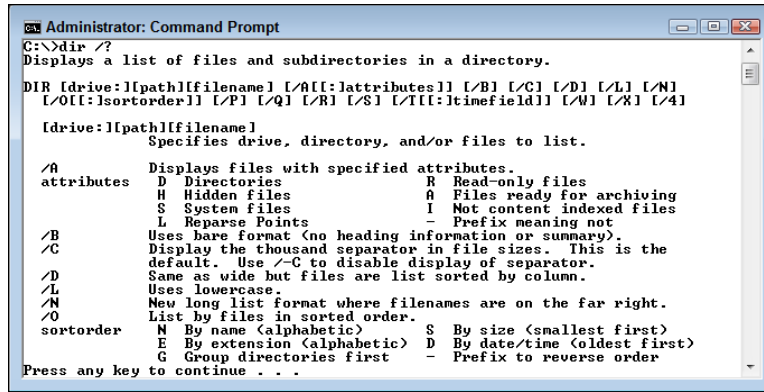 Administrator: Command Prompt
C:\>dir /?
Displays a list of files and subdirectories in a directory.
DIR [drive:][path][filename] [/A[[:]attributes]] [/B] [/C] [/D] [/L] [/N]
[/O[[:]sortorder]] [/P] [/Q] [/R] [/S] [/T[[:]timefield]] [/W] [/X] [/4]
[drive:][path][filename]
Specifies drive, directory, and/or files to list.
/A Displays files with specified attributes.
attributes D Directories R Read-only files
H Hidden files A Files ready for archiving
S System files I Not content indexed files
L Reparse Points - Prefix meaning not
/B Uses bare format (no heading information or summary).
/C Display the thousand separator in file sizes. This is the
default. Use /-C to disable display of separator.
/D Same as wide but files are list sorted by column.
/L Uses lowercase.
/N New long list format where filenames are on the far right.
/O List by files in sorted order.
sortorder N By name (alphabetic) S By size (smallest first)
E By extension (alphabetic) D By date/time (oldest first)
G Group directories first - Prefix to reverse order
Press any key to continue . . .